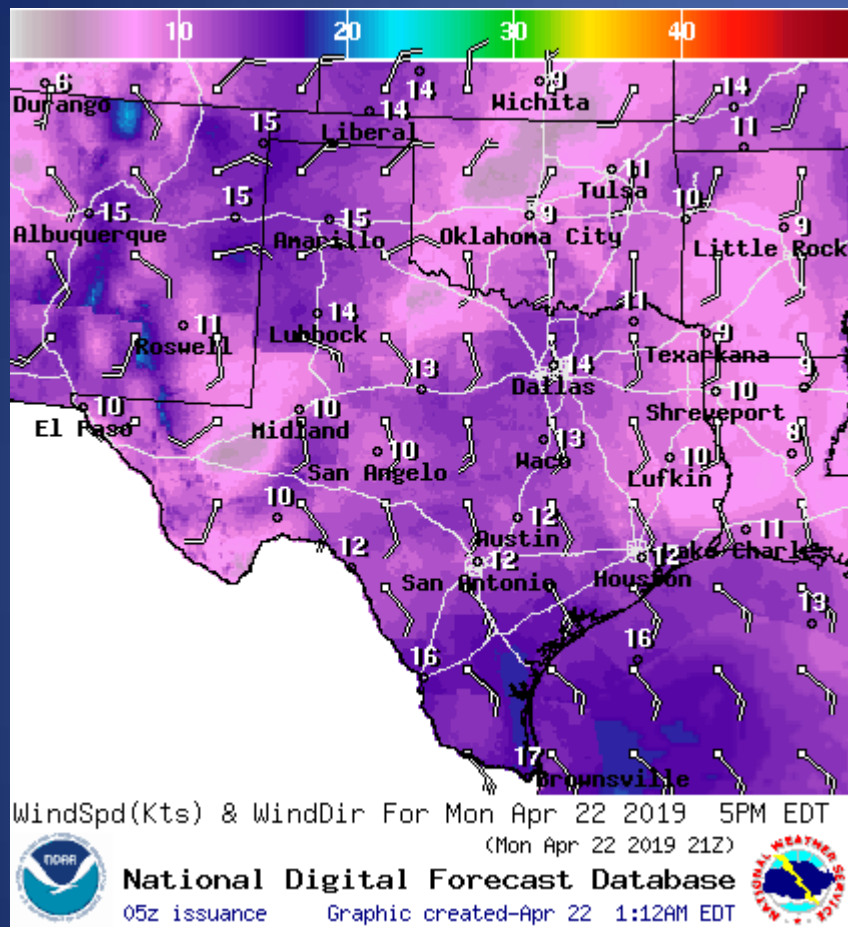 10 20 30 40
6
Durango
14
Liberal
14
9
Wichita
14
11
15
11
Tulsa
15
Albuquerque
15
15
Amarillo
9
Oklahoma City
10
9
Little Rock
11
Roswell
14
Lubbock
11
9
Texarkana
13
14
Dallas
10
Shreveport
9
10
El Paso
10
Midland
10
San Angelo
13
Waco
10
Lufkin
10
12
Austin
11
Lake Charles
12
12
San Antonio
12
Houston
13
16
16
17
Brownsville
WindSpd(Kts) & WindDir For Mon Apr 22 2019 5PM EDT
(Mon Apr 22 2019 21Z)
NOAA
National Digital Forecast Database
05z issuance Graphic created-Apr 22 1:12AM EDT
NATIONAL WEATHER SERVICE